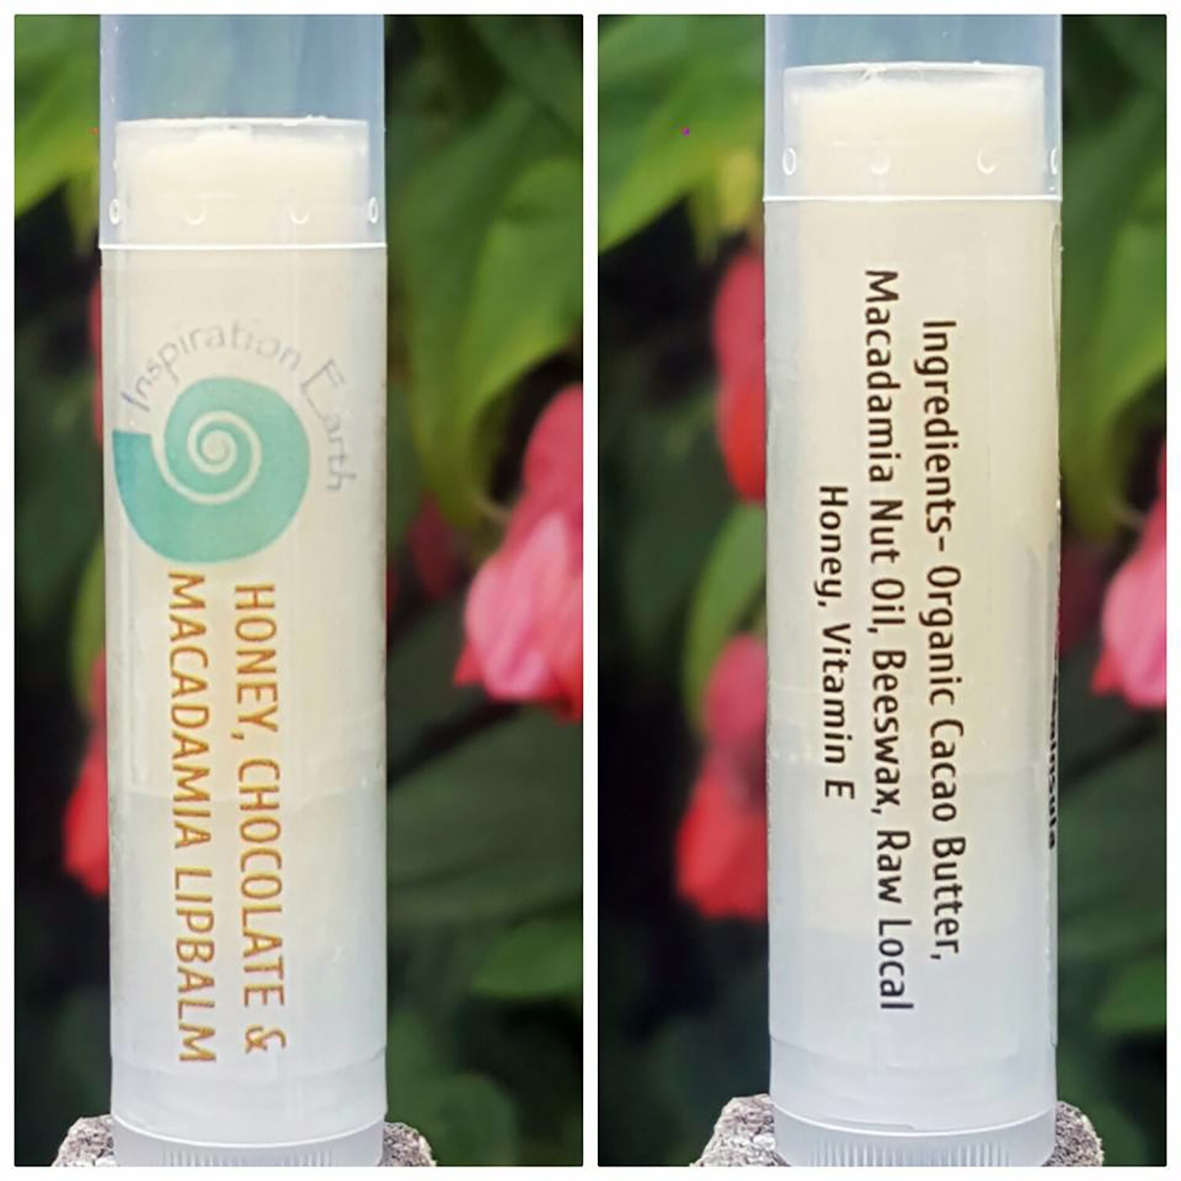 Inspiration Earth
HONEY, CHOCOLATE &
MACADAMIA LIPBALM
Ingredients- Organic Cacao Butter,
Macadamia Nut Oil, Beeswax, Raw Local
Honey, Vitamin E